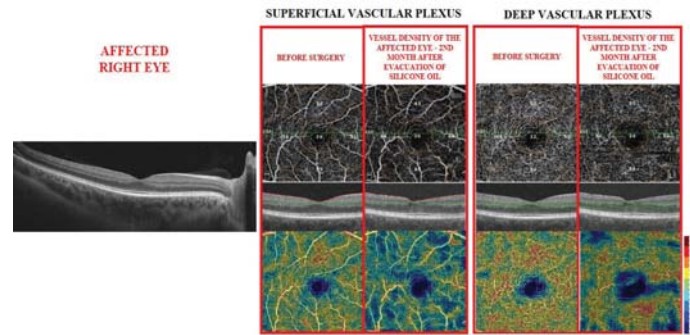 SUPERFICIAL VASCULAR PLEXUS
DEEP VASCULAR PLEXUS
AFFECTED
RIGHT EYE
BEFORE SURGERY
VESSEL DENSITY OF THE
AFFECTED EYE - 2ND
MONTH AFTER
EVACUATION OF
SILICONE OIL
BEFORE SURGERY
VESSEL DENSITY OF THE
AFFECTED EYE - 2ND
MONTH AFTER
EVACUATION OF
SILICONE OIL